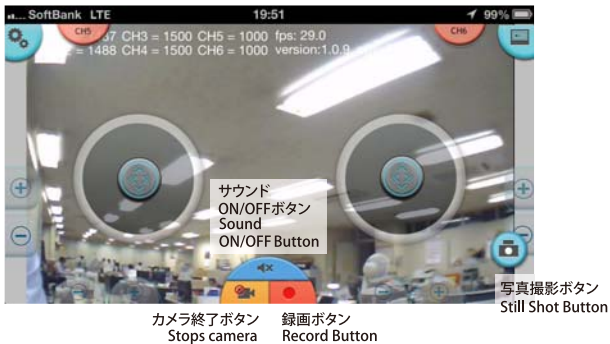 SoftBank LTE 19:51 99%
CH5 37 CH3 = 1500 CH5 = 1000 fps: 29.0 CH6
= 1488 CH4 = 1500 CH6 = 1000 version:1.0.9
サウンド
ON/OFFボタン
Sound
ON/OFF Button
写真撮影ボタン
Still Shot Button
カメラ終了ボタン 録画ボタン
Stops camera Record Button